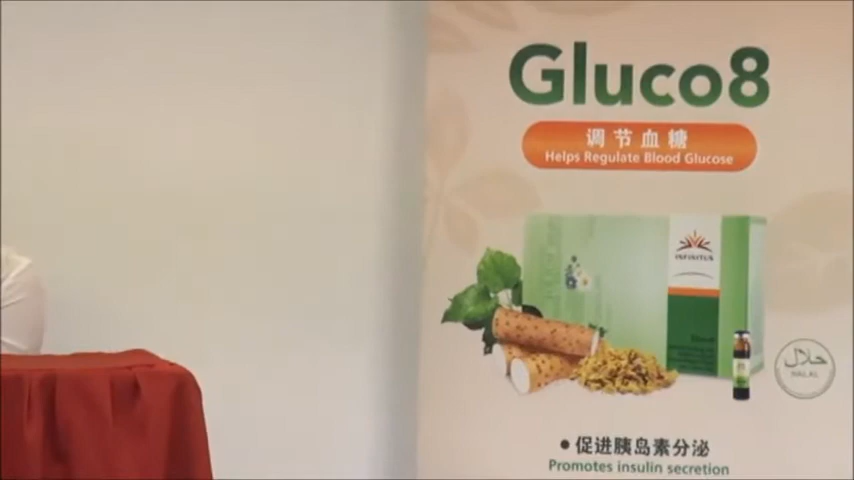 Gluco8
调节血糖
Helps Regulate Blood Glucose
INFINITUS
حلال
HALAL
• 促进胰岛素分泌
Promotes insulin secretion